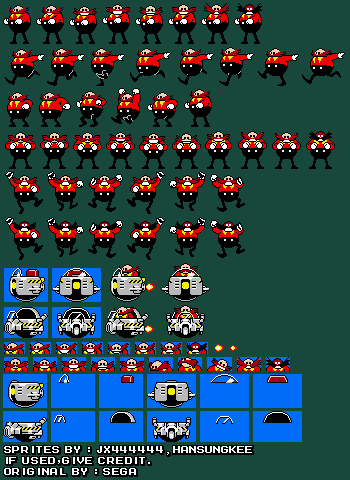 SPRITES BY : JX444444,HANSUNGKEE
IF USED,GIVE CREDIT.
ORIGINAL BY : SEGA